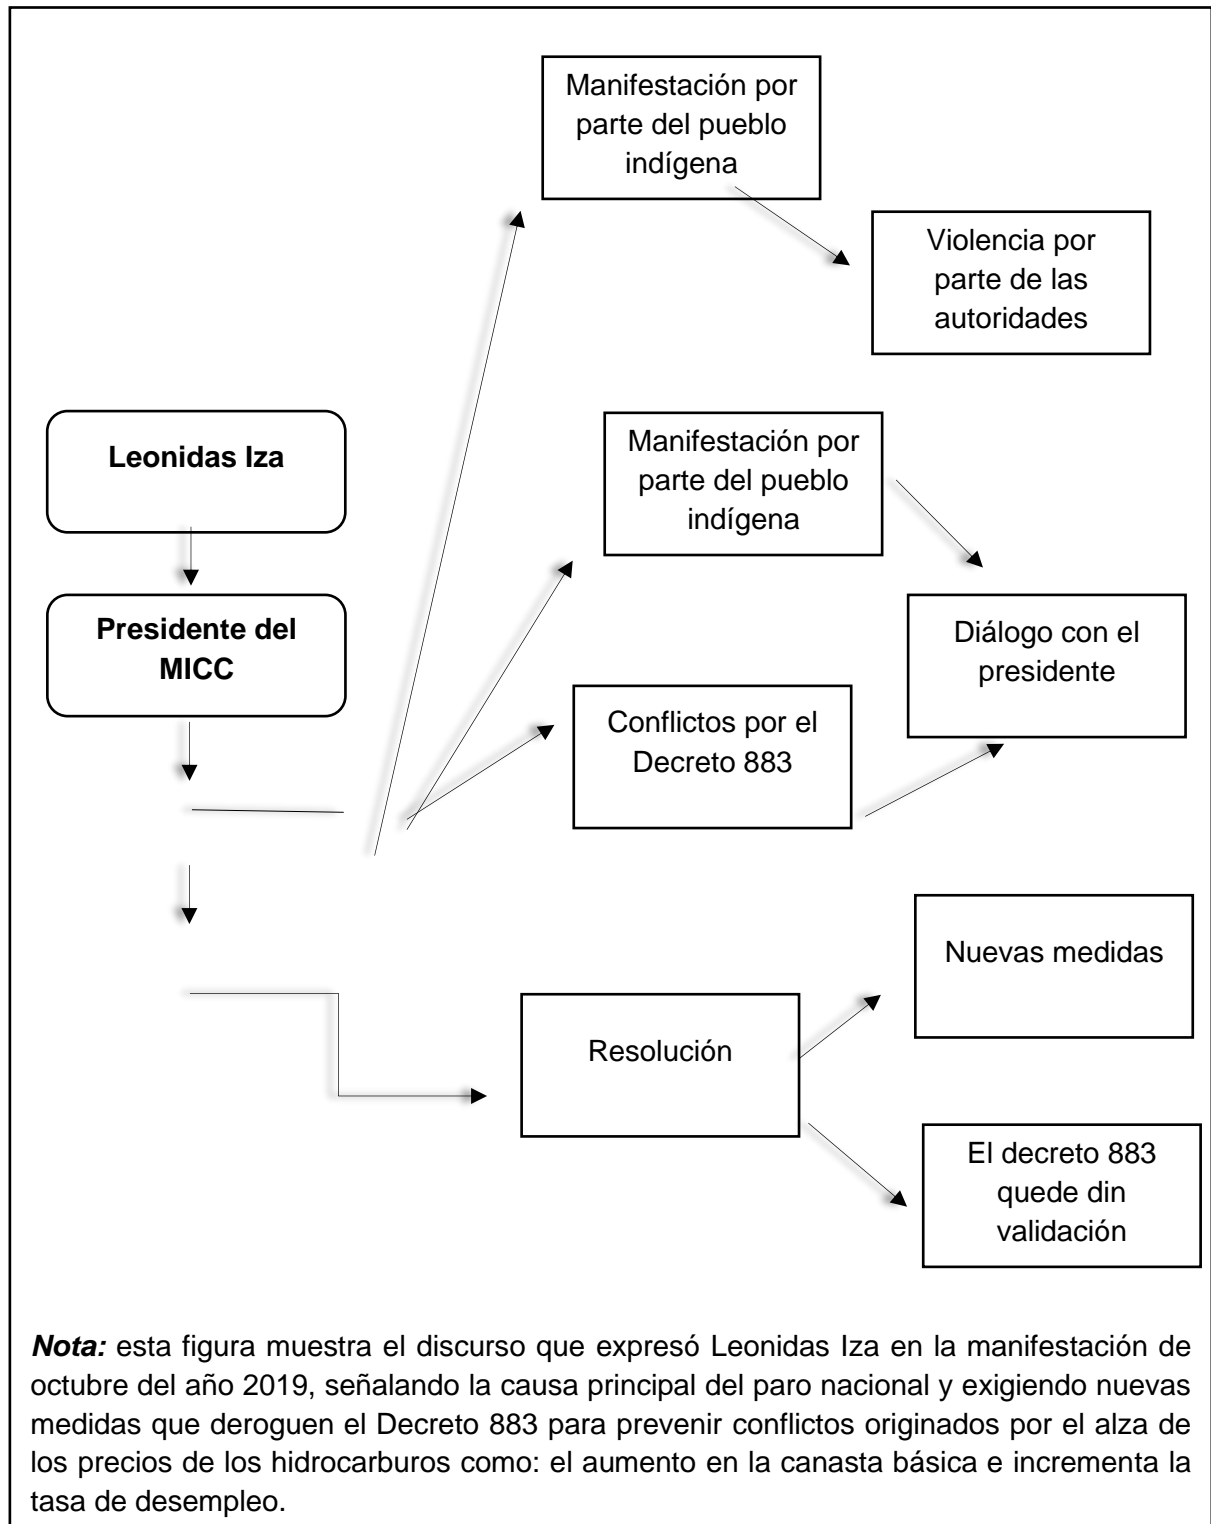 Manifestación por
parte del pueblo
indígena
Violencia por
parte de las
autoridades
Leonidas Iza
Manifestación por
parte del pueblo
indígena
Presidente del
MICC
Diálogo con el
presidente
Conflictos por el
Decreto 883
Nuevas medidas
Resolución
El decreto 883
quede din
validación
Nota: esta figura muestra el discurso que expresó Leonidas Iza en la manifestación de
octubre del año 2019, señalando la causa principal del paro nacional y exigiendo nuevas
medidas que deroguen el Decreto 883 para prevenir conflictos originados por el alza de
los precios de los hidrocarburos como: el aumento en la canasta básica e incrementa la
tasa de desempleo.